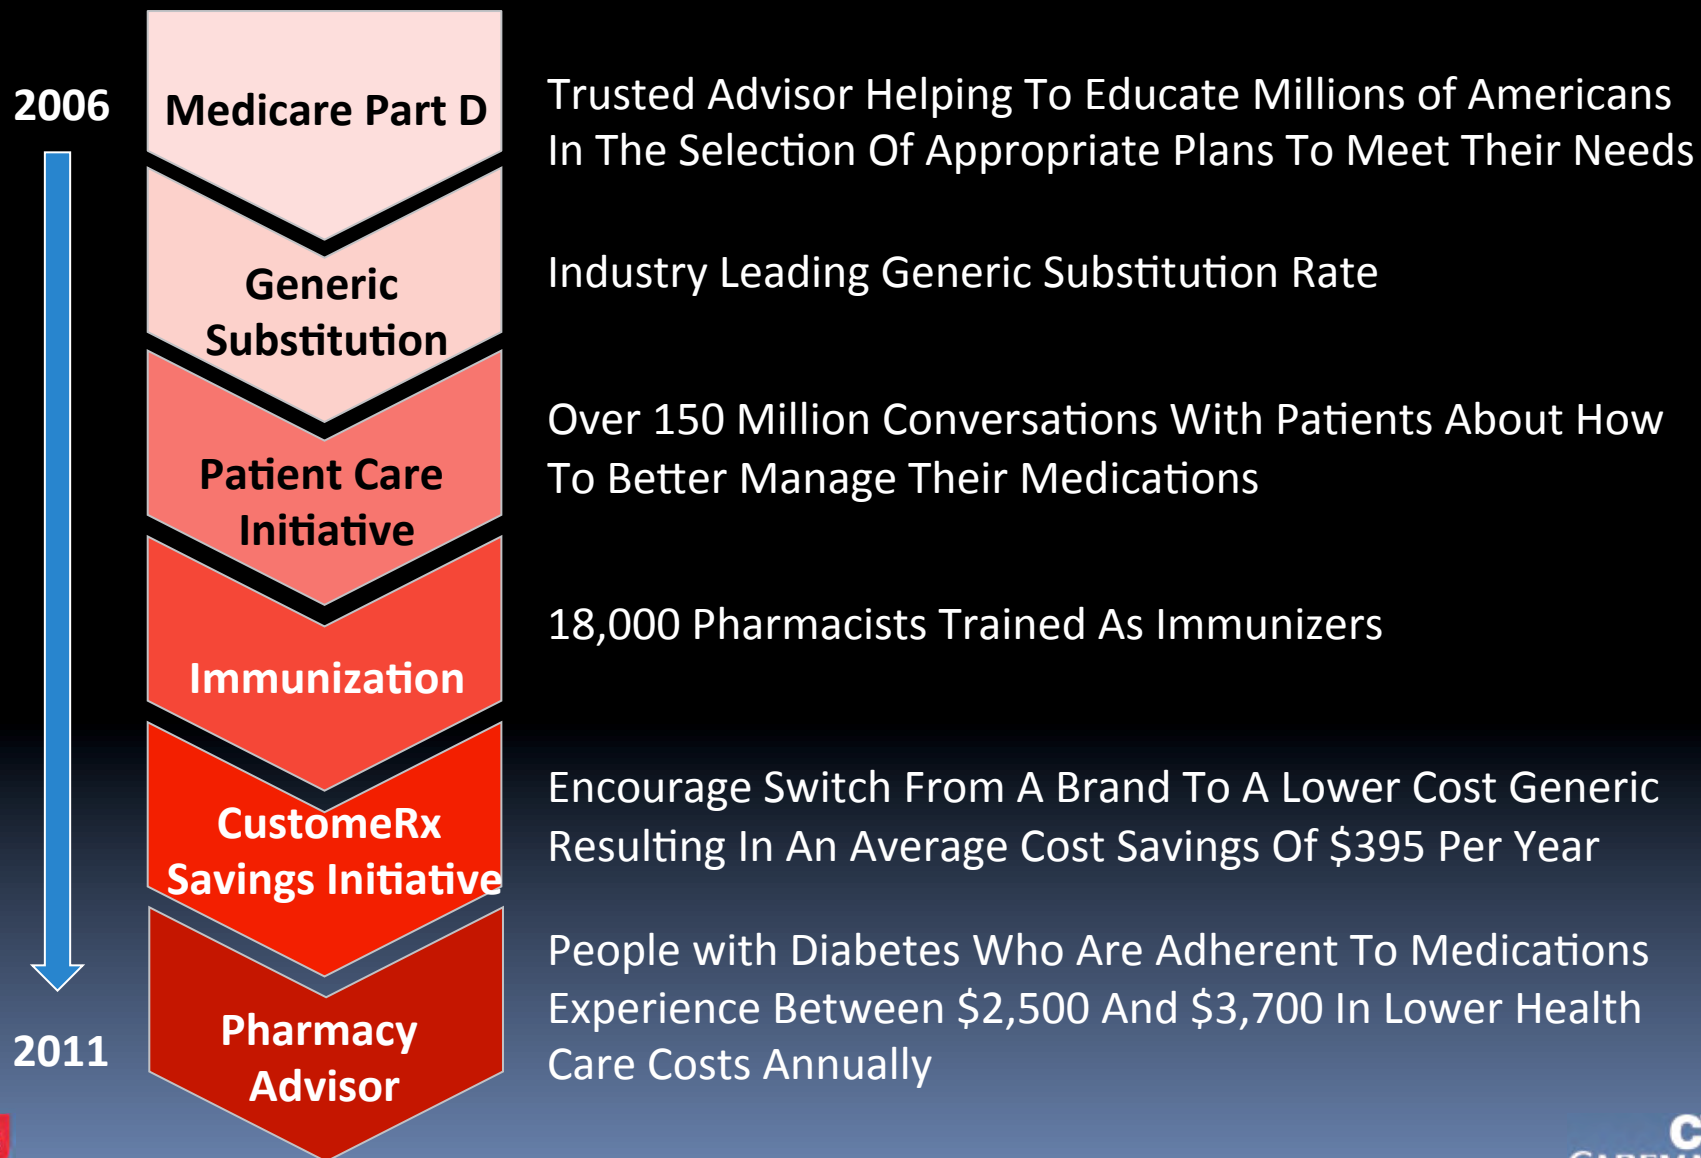 2006
Medicare Part D
Trusted Advisor Helping To Educate Millions of Americans
In The Selection Of Appropriate Plans To Meet Their Needs
Generic
Substitution
Industry Leading Generic Substitution Rate
Patient Care
Initiative
Over 150 Million Conversations With Patients About How
To Better Manage Their Medications
Immunization
18,000 Pharmacists Trained As Immunizers
CustomeRx
Savings Initiative
Encourage Switch From A Brand To A Lower Cost Generic
Resulting In An Average Cost Savings Of $395 Per Year
2011
Pharmacy
Advisor
People with Diabetes Who Are Adherent To Medications
Experience Between $2,500 And $3,700 In Lower Health
Care Costs Annually